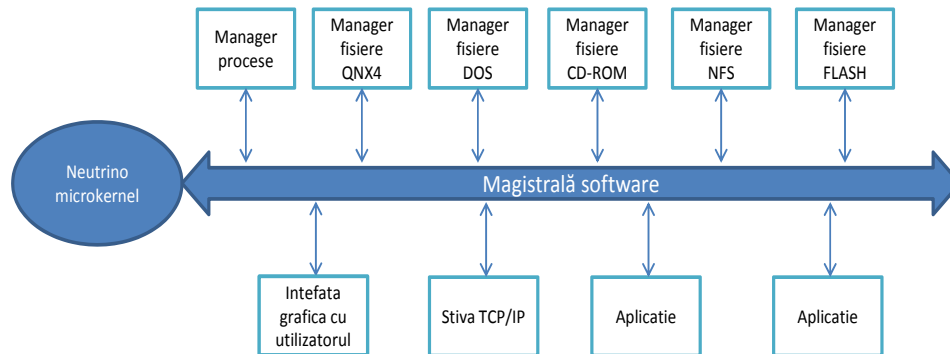 Manager
procese
Manager
fisiere
QNX4
Manager
fisiere
DOS
Manager
fisiere
CD-ROM
Manager
fisiere
NFS
Manager
fisiere
FLASH
Neutrino
microkernel
Magistrală software
Intefata
grafica cu
utilizatorul
Stiva TCP/IP
Aplicatie
Aplicatie